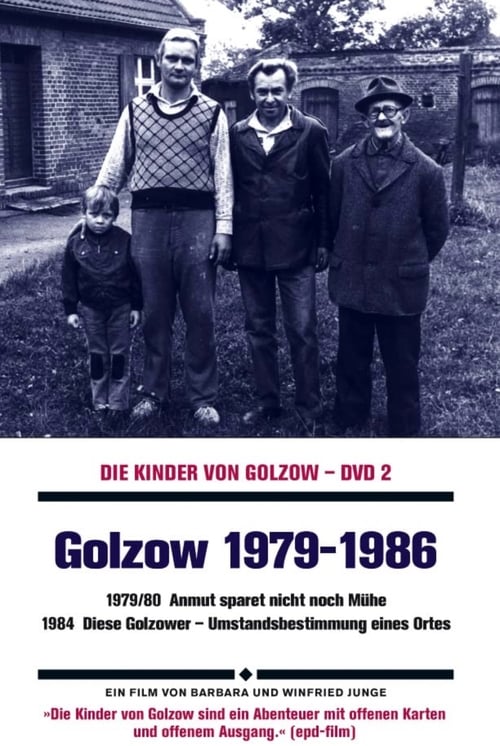 DIE KINDER VON GOLZOW – DVD 2
Golzow 1979-1986
1979/80 Anmut sparet nicht noch Mühe
1984 Diese Golzower – Umstandsbestimmung eines Ortes
EIN FILM VON BARBARA UND WINFRIED JUNGE
»Die Kinder von Golzow sind ein Abenteuer mit offenen Karten
und offenem Ausgang.« (epd-film)